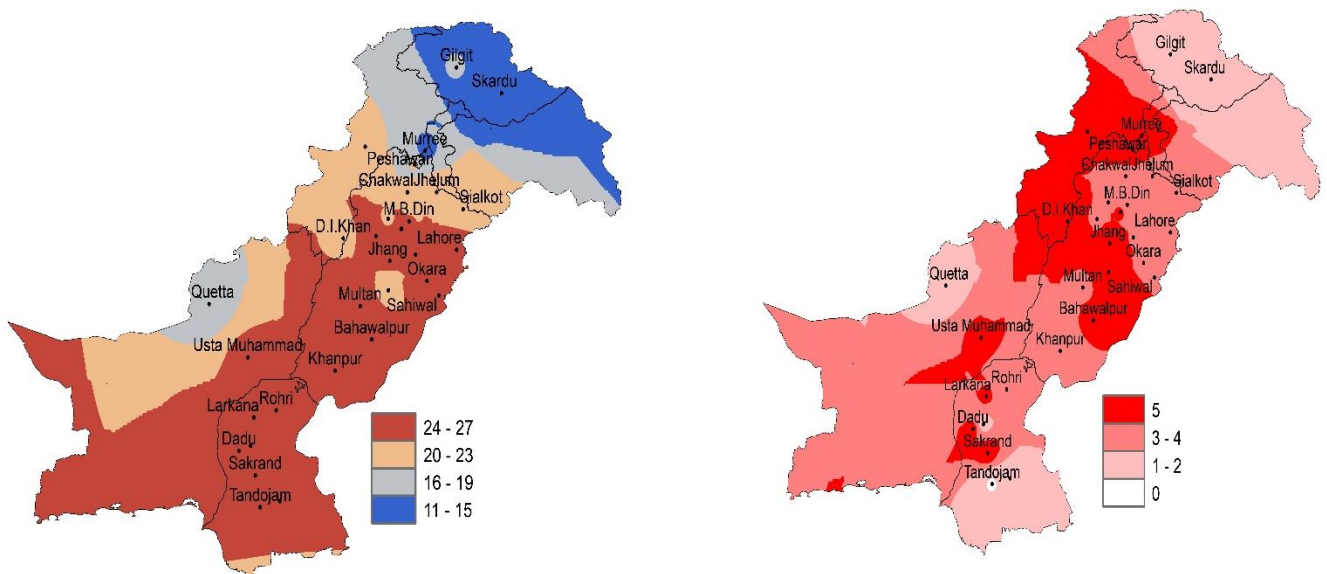 Gilgit
Skardu
Murree
Peshawar
Chakwal Jhelum
Sialkot
M.B.Din
D.I.Khan
Lahore
Jhang
Okara
Quetta
Multan
Sahiwal
Bahawalpur
Usta Muhammad
Khanpur
Rohri
Larkana
Dadu
Sakrand
Tandojam
24 - 27
20 - 23
16 - 19
11 - 15
Gilgit
Skardu
Murree
Peshawar
Chakwal Jhelum
Sialkot
M.B.Din
D.I.Khan
Lahore
Jhang
Okara
Quetta
Multan
Sahiwal
Bahawalpur
Usta Muhammad
Khanpur
Rohri
Larkana
Dadu
Sakrand
Tandojam
5
3 - 4
1 - 2
0